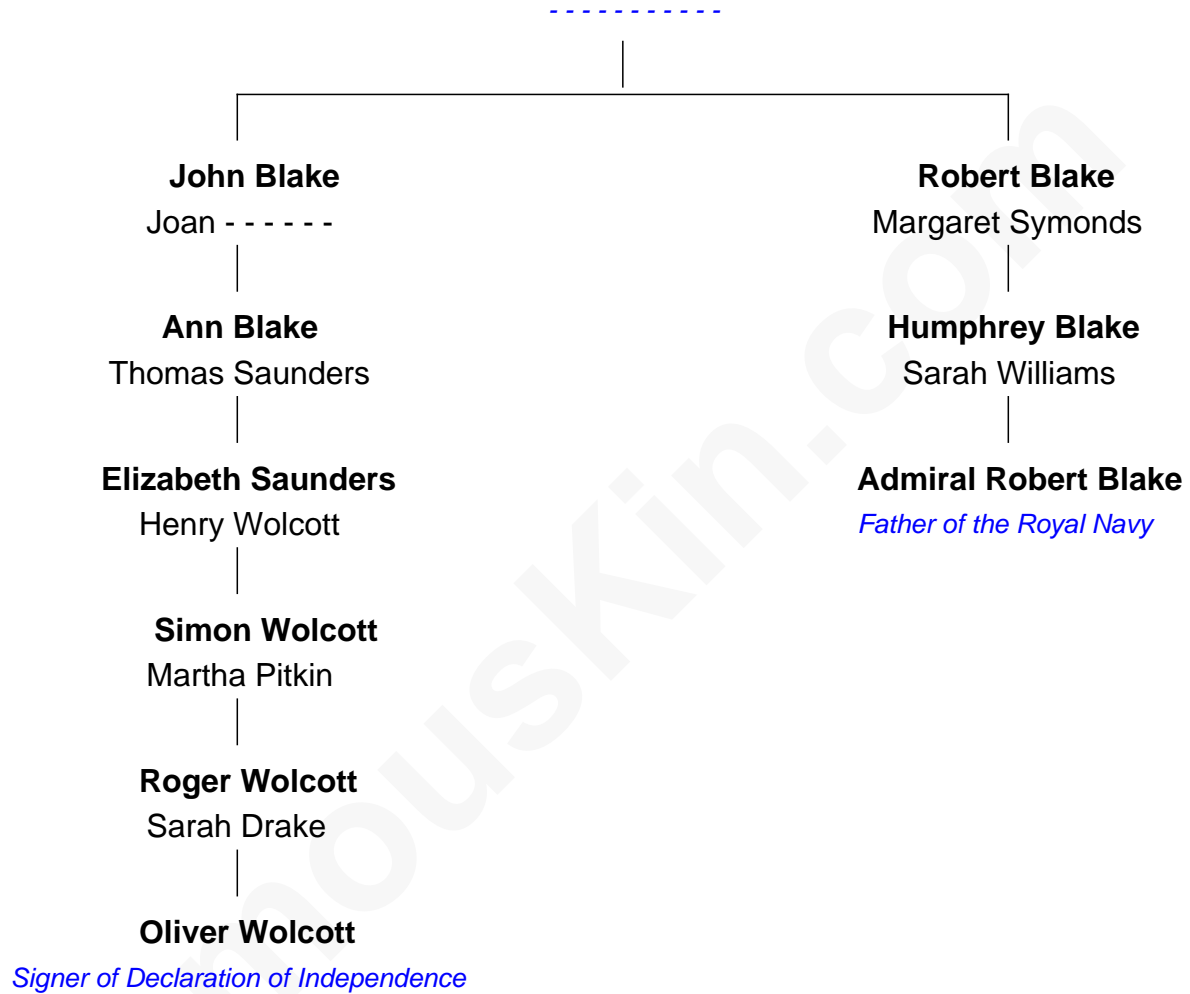 - - - - - - - - - - -
John Blake
Joan - - - - - -
Ann Blake
Thomas Saunders
Elizabeth Saunders
Henry Wolcott
Simon Wolcott
Martha Pitkin
Roger Wolcott
Sarah Drake
Oliver Wolcott
Signer of Declaration of Independence
Robert Blake
Margaret Symonds
Humphrey Blake
Sarah Williams
Admiral Robert Blake
Father of the Royal Navy
mousKin.com